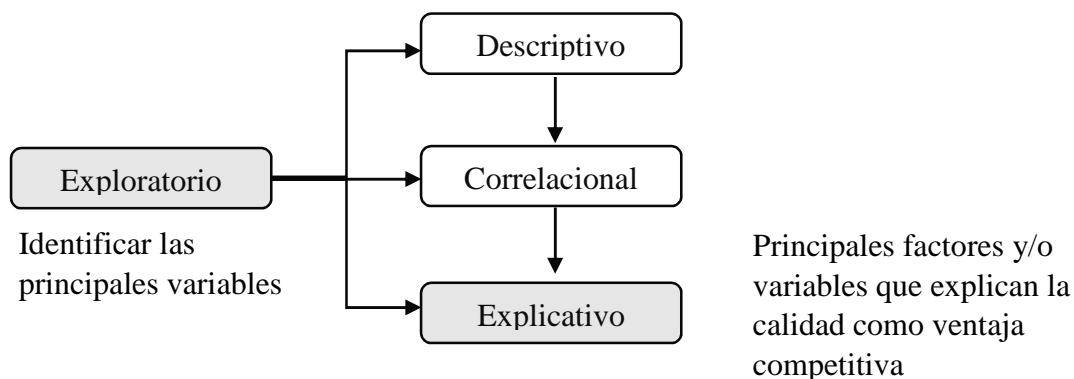 Descriptivo
Correlacional
Exploratorio
Identificar las
principales variables
Explicativo
Principales factores y/o
variables que explican la
calidad como ventaja
competitiva